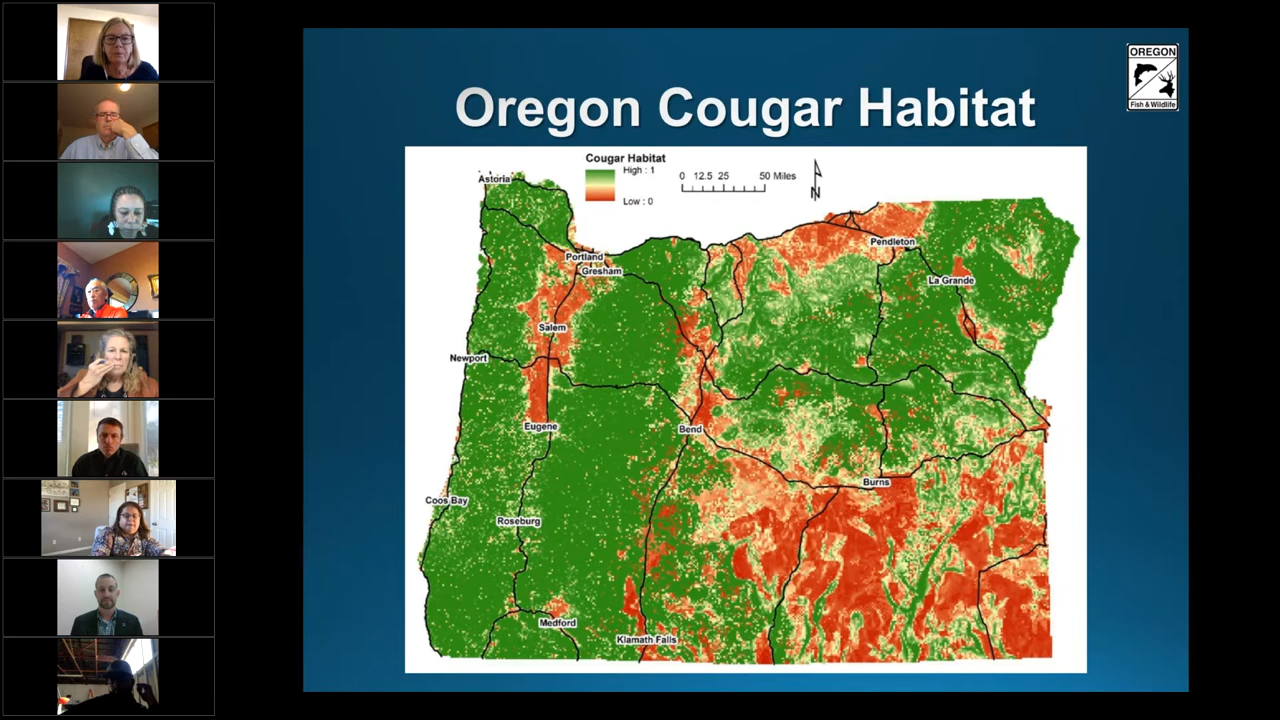 OREGON
Fish & Wildlife
Oregon Cougar Habitat
Cougar Habitat
High : 1
Low : 0
0 12.5 25 50 Miles
N
Astoria
Portland
Gresham
Pendleton
La Grande
Salem
Newport
Eugene
Bend
Burns
Coos Bay
Roseburg
Medford
Klamath Falls